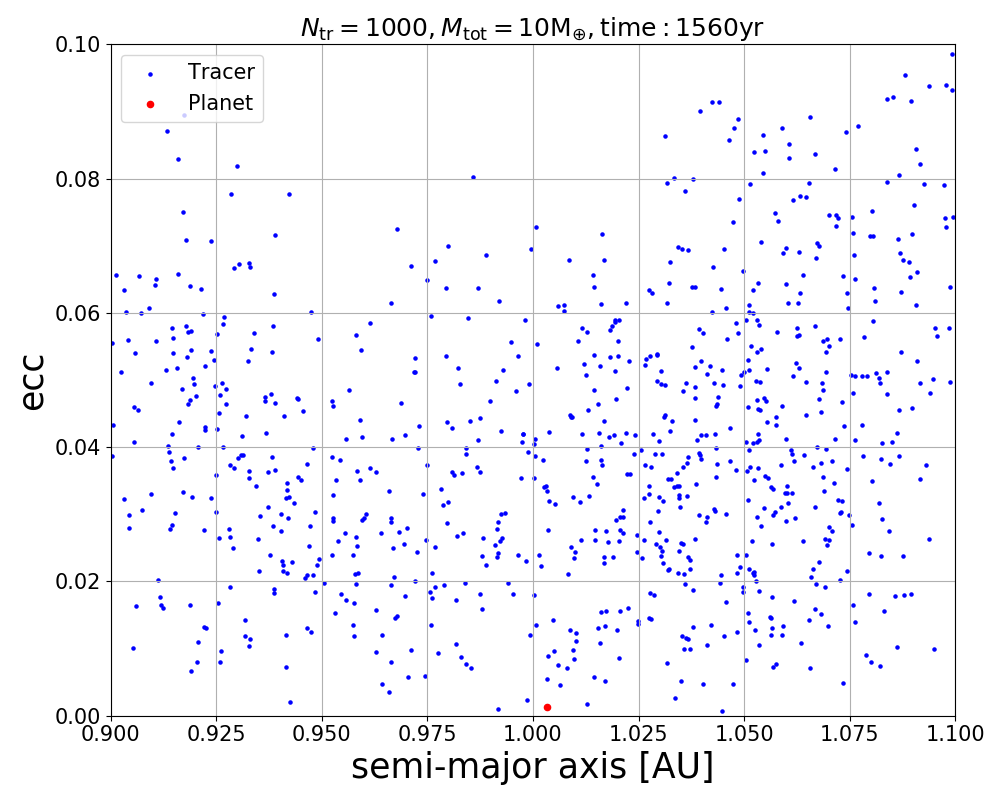 N_tr = 1000, M_tot = 10M_⊕, time : 1560yr
Tracer
Planet
0.10
0.08
0.06
0.04
0.02
0.00
ecc
0.900 0.925 0.950 0.975 1.000 1.025 1.050 1.075 1.100
semi-major axis [AU]